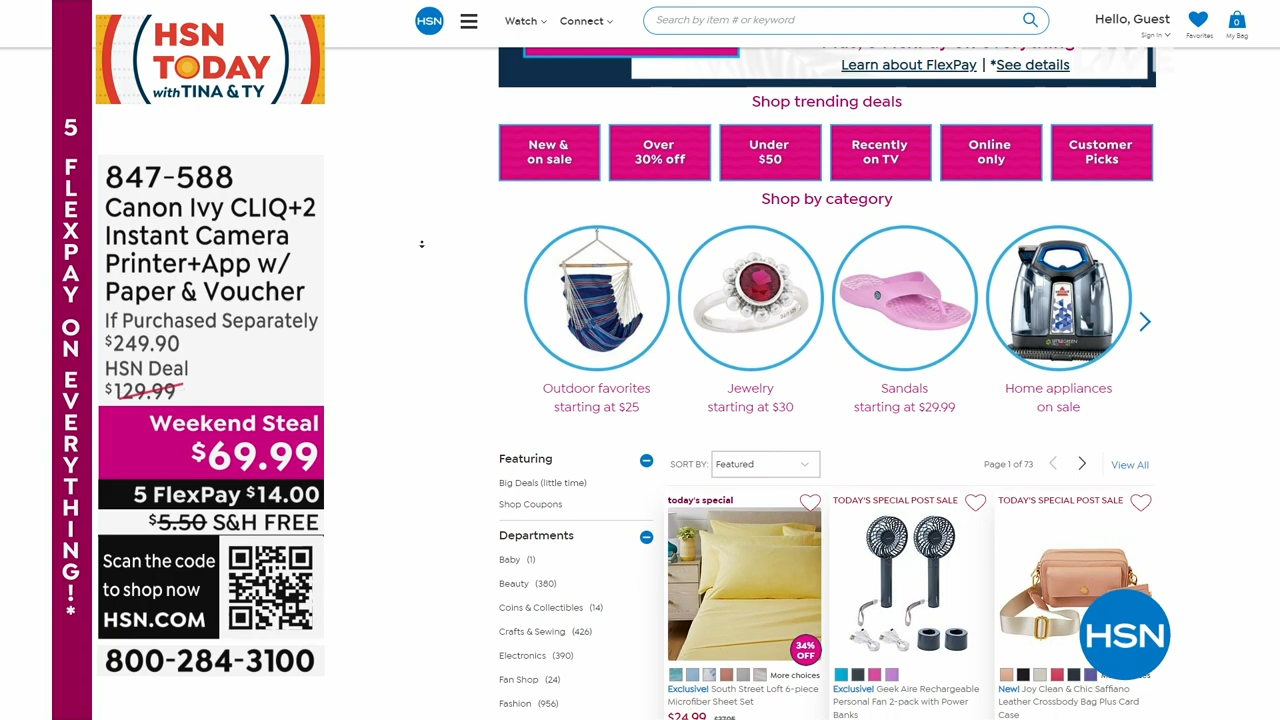 HSN
TODAY
with TINA & TY
5 FLEXPAY ON EVERYTHING!*
847-588
Canon Ivy CLIQ+2
Instant Camera
Printer+App w/
Paper & Voucher
If Purchased Separately
$249.90
HSN Deal
$129.99
Weekend Steal
$69.99
5 FlexPay $14.00
$5.50 S&H FREE
Scan the code
to shop now
HSN.COM
800-284-3100
HSN
Watch
Connect
Search by item # or keyword
Hello, Guest
Sign in
Favorites
0
My Bag
Learn about FlexPay | *See details
Shop trending deals
New &
on sale
Over
30% off
Under
$50
Recently
on TV
Online
only
Customer
Picks
Shop by category
Outdoor favorites
starting at $25
Jewelry
starting at $30
Sandals
starting at $29.99
Home appliances
on sale
Featuring
Big Deals (little time)
Shop Coupons
Departments
Baby (1)
Beauty (380)
Coins & Collectibles (14)
Crafts & Sewing (426)
Electronics (390)
Fan Shop (24)
Fashion (956)
SORT BY: Featured
Page 1 of 73
View All
today's special
34%
OFF
More choices
Exclusive! South Street Loft 6-piece
Microfiber Sheet Set
$24.99
TODAY'S SPECIAL POST SALE
Exclusive! Geek Aire Rechargeable
Personal Fan 2-pack with Power
Banks
TODAY'S SPECIAL POST SALE
New! Joy Clean & Chic Saffiano
Leather Crossbody Bag Plus Card
Case
HSN